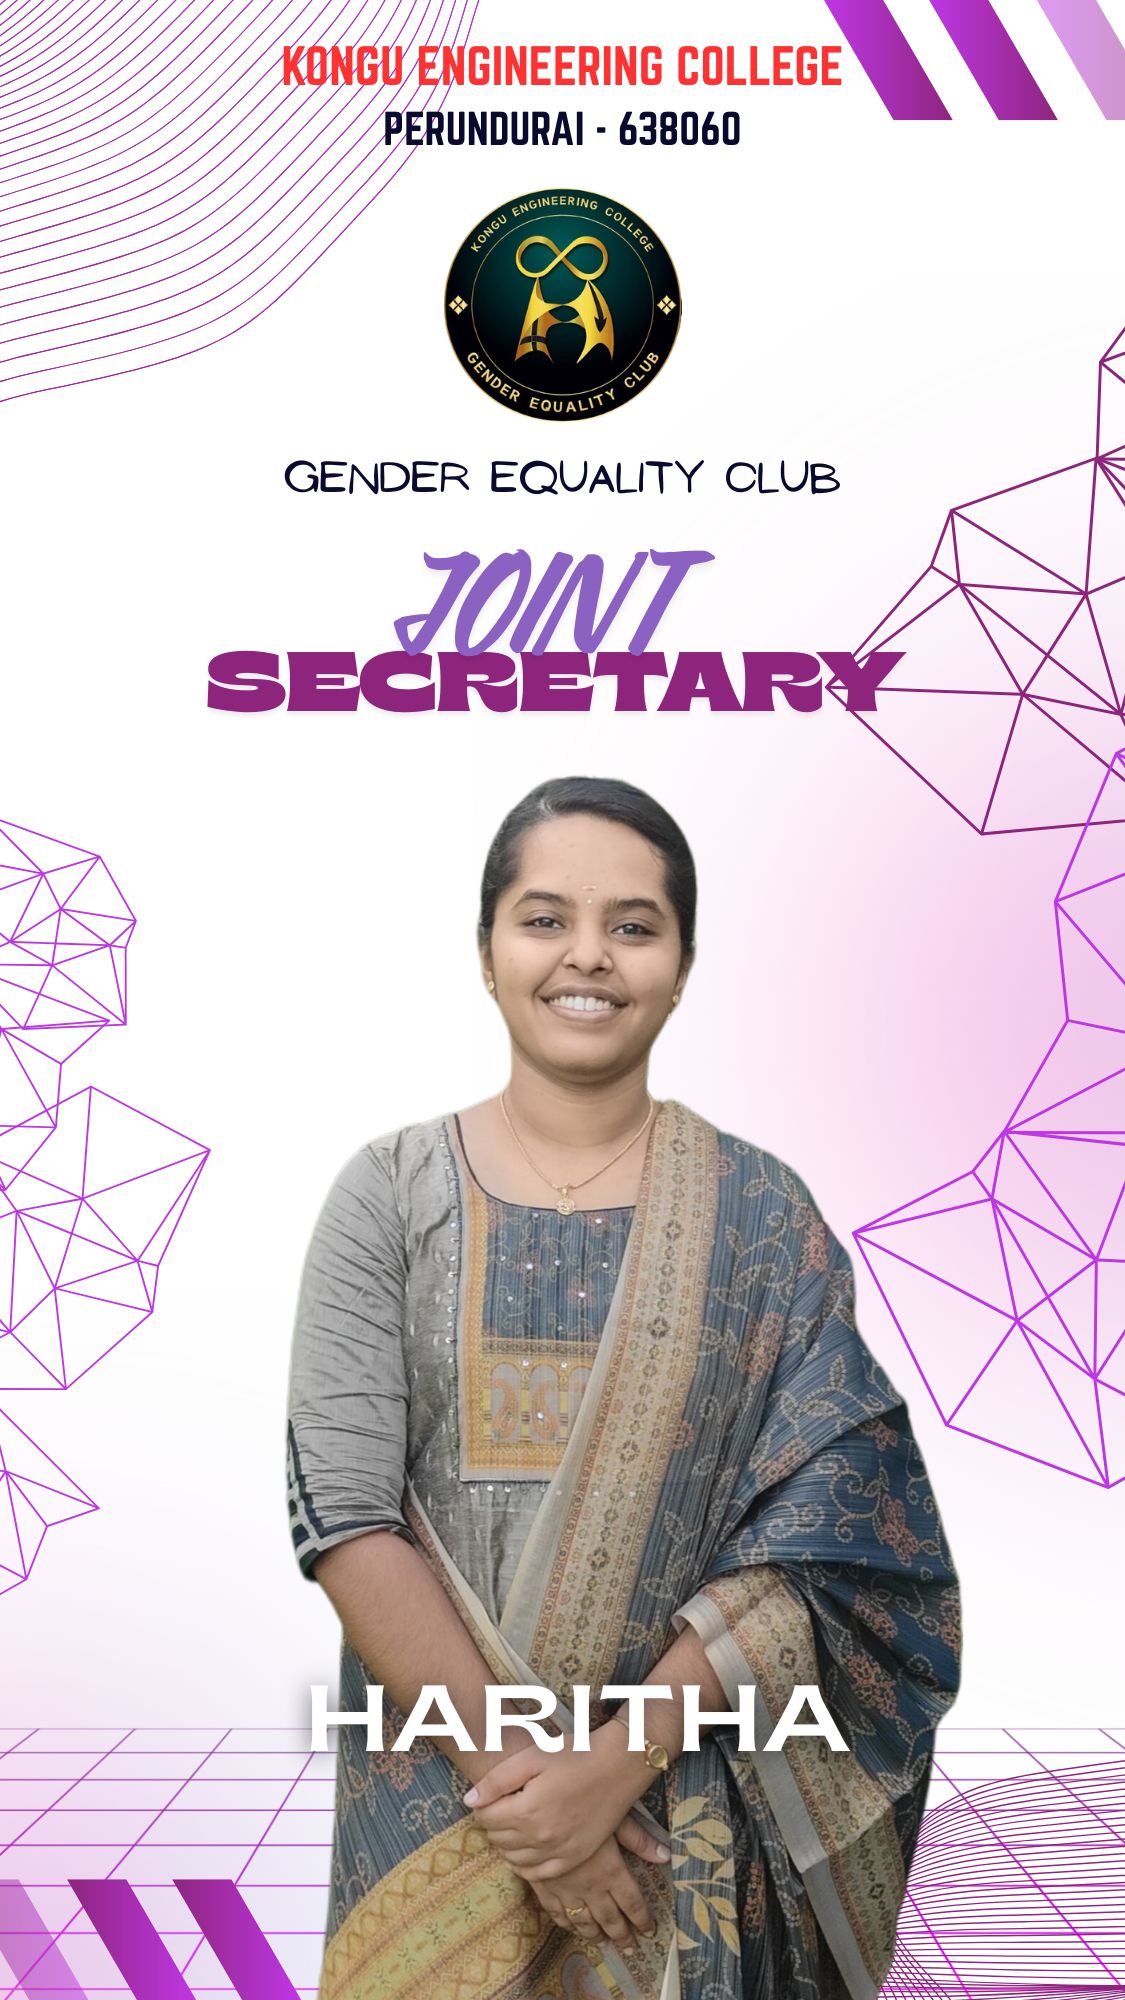 KONGU ENGINEERING COLLEGE
PERUNDURAI - 638060
KONGU ENGINEERING COLLEGE
GENDER EQUALITY CLUB
GENDER EQUALITY CLUB
JOINT
SECRETARY
HARITHA